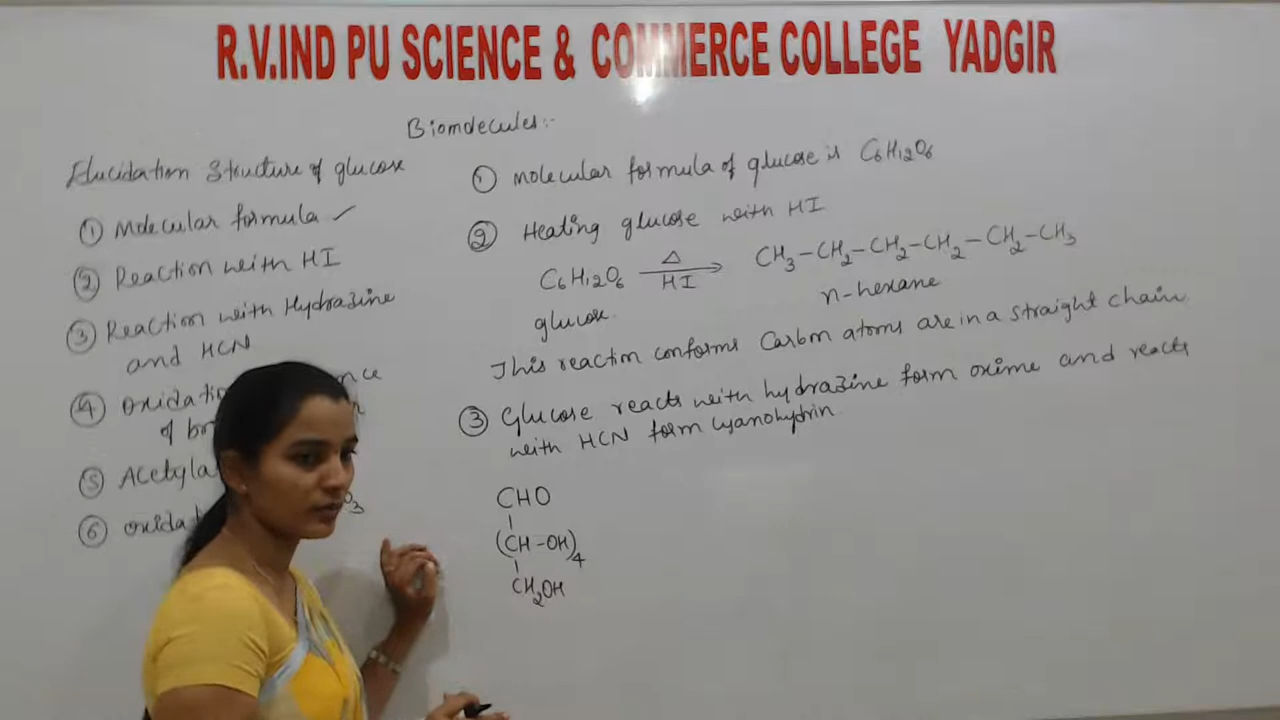 R.V.IND PU SCIENCE & COMMERCE COLLEGE YADGIR
Biomolecules:-
Elucidation Structure of glucose
① Molecular formula ✓
② Reaction with HI
③ Reaction with Hydrazine
and HCN
④ oxidation
of
⑤ Acetyla
⑥ oxidat
① Molecular formula of glucose is C6H12O6
② Heating glucose with HI
C6H12O6 —Δ/HI→ CH3-CH2-CH2-CH2-CH2-CH3
glucose. n-hexane
This reaction conforms Carbon atoms are in a straight chain.
③ Glucose reacts with hydrazine form oxime and reacts
with HCN form cyanohydrin
CHO
(CH-OH)4
CH2OH